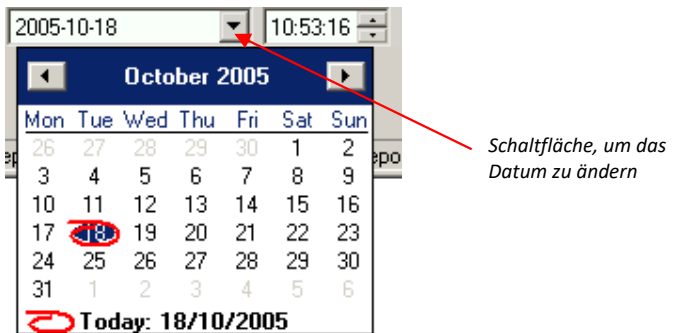 2005-10-18 10:53:16
October 2005
Mon Tue Wed Thu Fri Sat Sun
26 27 28 29 30 1 2
3 4 5 6 7 8 9
10 11 12 13 14 15 16
17 18 19 20 21 22 23
24 25 26 27 28 29 30
31 1 2 3 4 5 6
Today: 18/10/2005
Schaltfläche, um das
Datum zu ändern